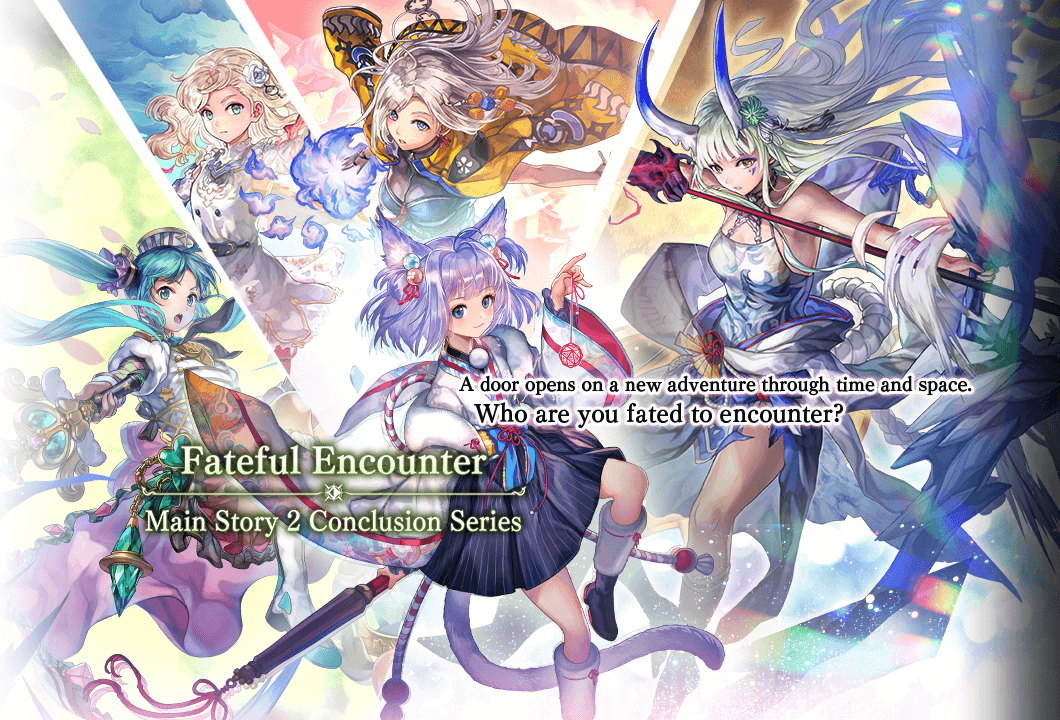 A door opens on a new adventure through time and space.
Who are you fated to encounter?
Fateful Encounter
Main Story 2 Conclusion Series